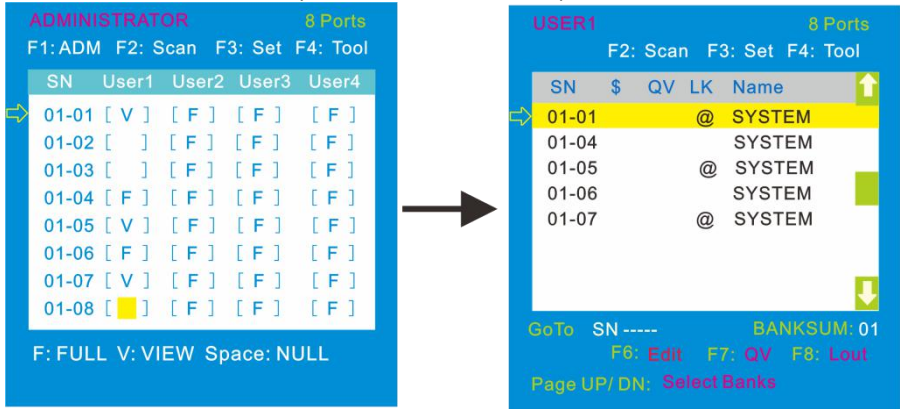 ADMINISTRATOR 8 Ports
F1: ADM F2: Scan F3: Set F4: Tool
SN User1 User2 User3 User4
01-01 [ V ] [ F ] [ F ] [ F ]
01-02 [ ] [ F ] [ F ] [ F ]
01-03 [ ] [ F ] [ F ] [ F ]
01-04 [ F ] [ F ] [ F ] [ F ]
01-05 [ V ] [ F ] [ F ] [ F ]
01-06 [ F ] [ F ] [ F ] [ F ]
01-07 [ V ] [ F ] [ F ] [ F ]
01-08 [ ] [ F ] [ F ] [ F ]
F: FULL V: VIEW Space: NULL
USER1 8 Ports
F2: Scan F3: Set F4: Tool
SN $ QV LK Name
01-01 @ SYSTEM
01-04 SYSTEM
01-05 @ SYSTEM
01-06 SYSTEM
01-07 @ SYSTEM
GoTo SN ----- BANKSUM: 01
F6: Edit F7: QV F8: Lout
Page UP/ DN: Select Banks